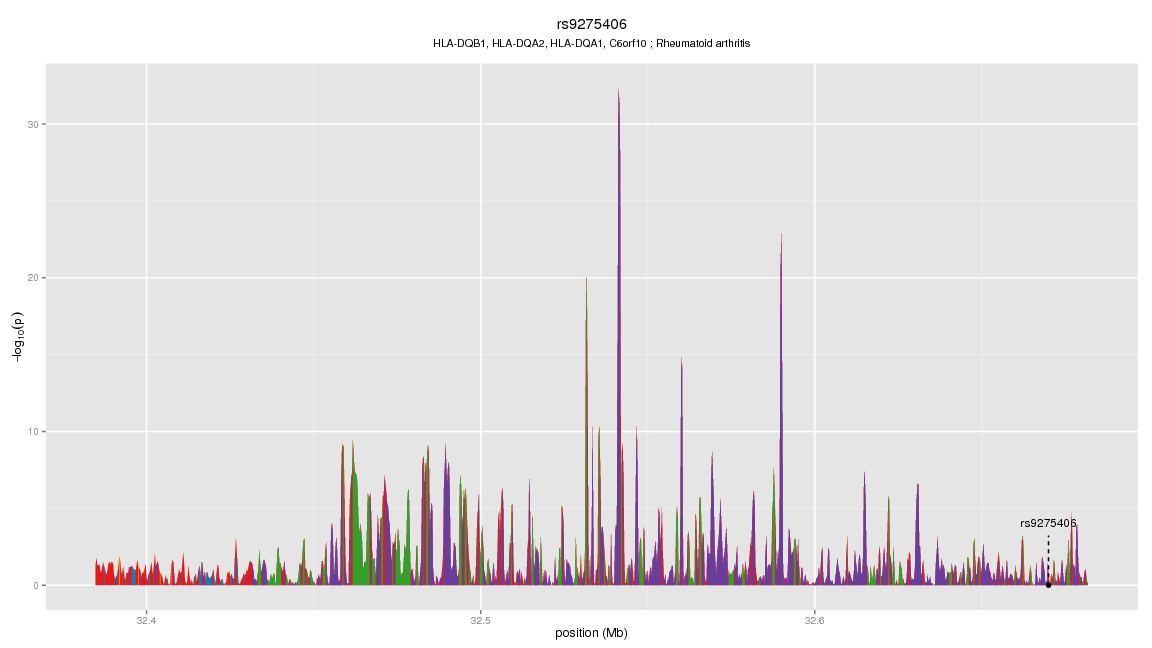 rs9275406
HLA-DQB1, HLA-DQA2, HLA-DQA1, C6orf10 ; Rheumatoid arthritis
30
20
10
0
−log10(p)
rs9275406
32.4
32.5
32.6
position (Mb)